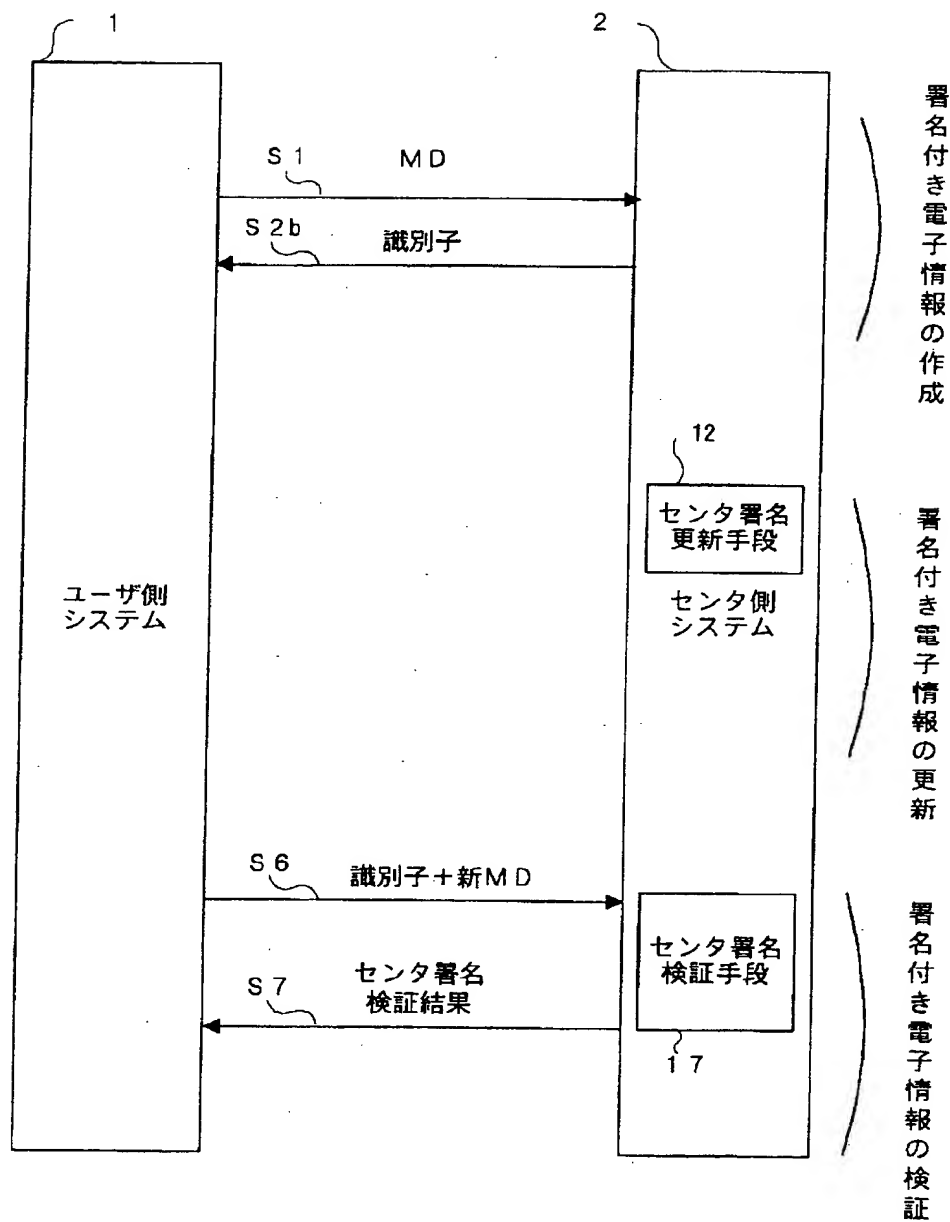 1
2
S1
MD
S2b
識別子
署名付き電子情報の作成
12
センタ署名
更新手段
ユーザ側
システム
センタ側
システム
署名付き電子情報の更新
S6
識別子+新MD
センタ署名
検証手段
S7
センタ署名
検証結果
17
署名付き電子情報の検証